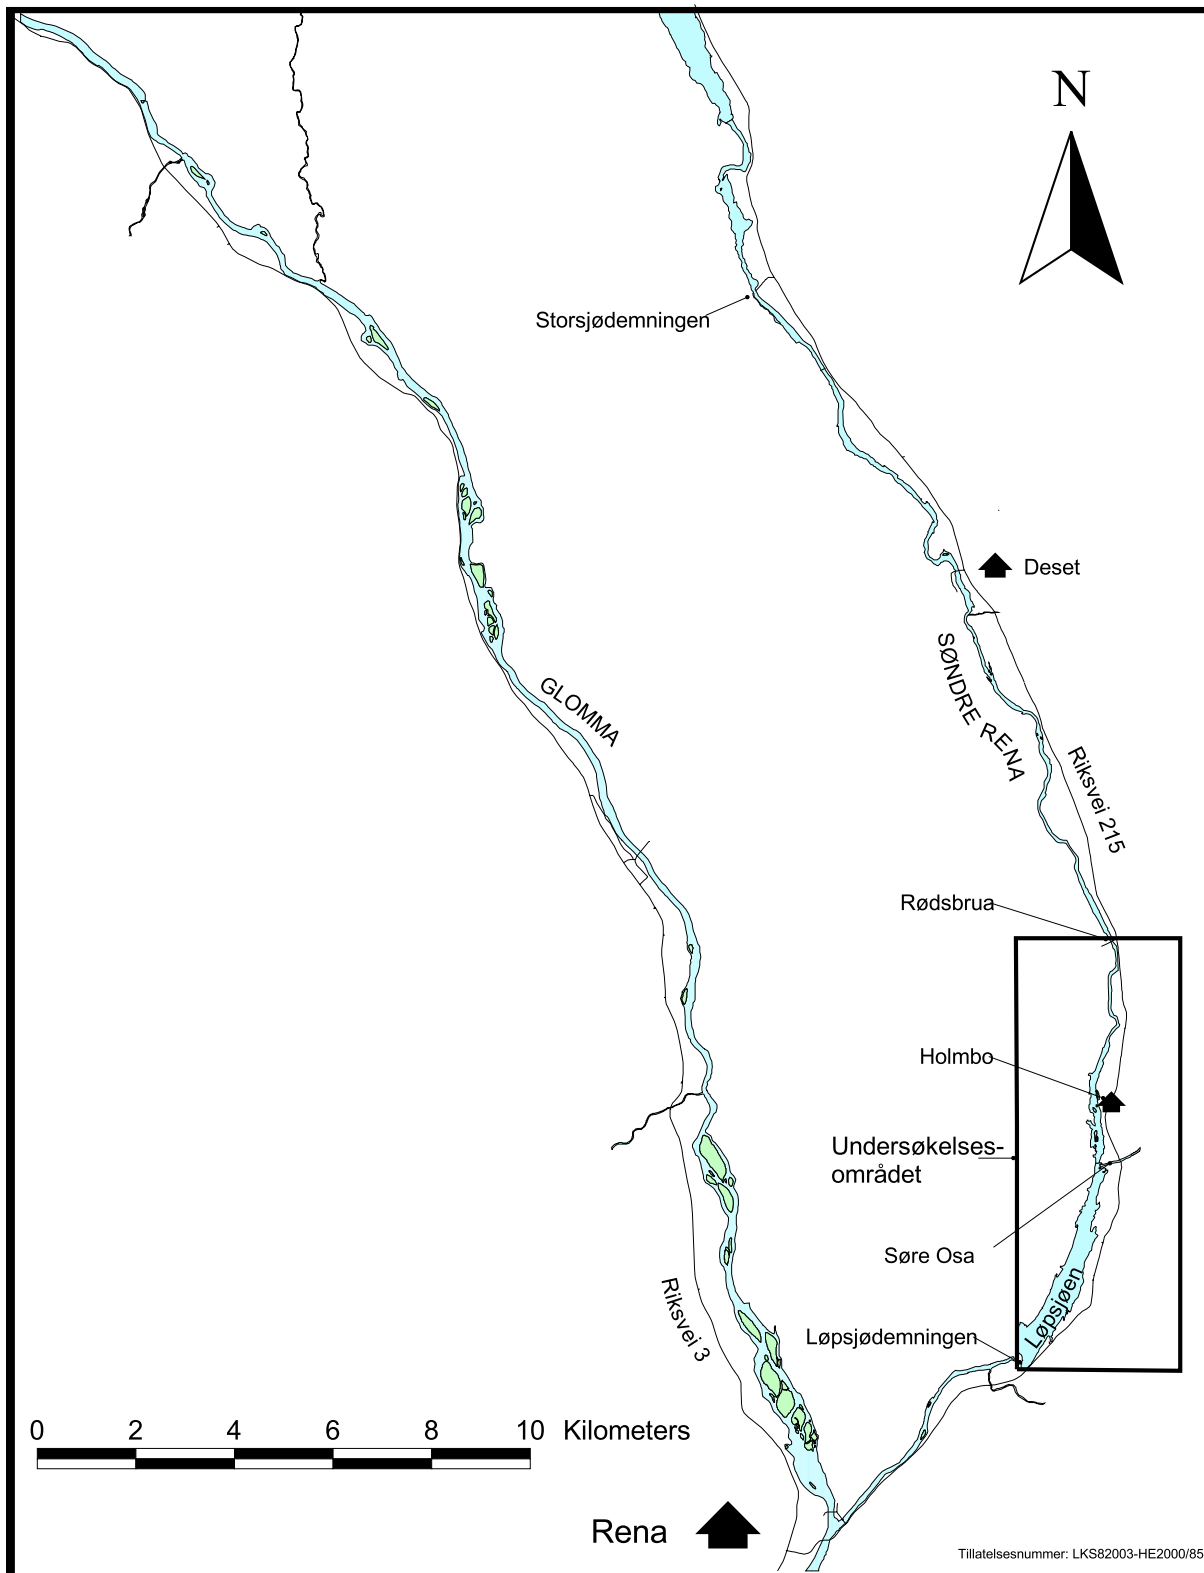 N
Storsjødemningen
Deset
SØNDRE RENA
GLOMMA
Riksvei 215
Rødsbrua
Holmbo
Undersøkelses-
området
Søre Osa
Løpsjøen
Riksvei 3
Løpsjødemningen
0 2 4 6 8 10 Kilometers
Rena
Tillatelsesnummer: LKS82003-HE2000/85